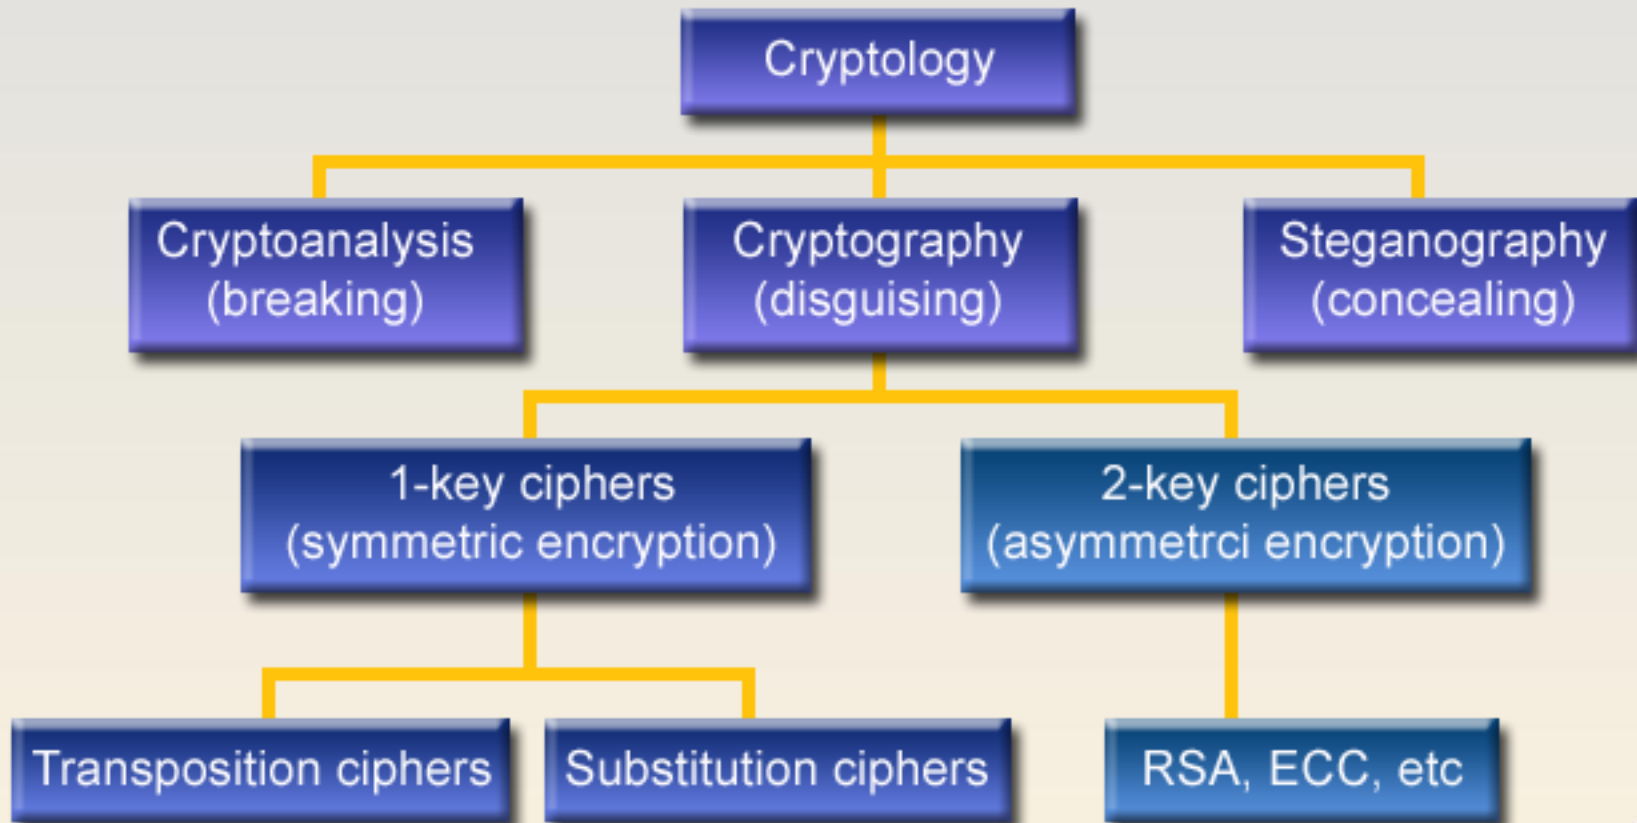 Cryptology
Cryptoanalysis
(breaking)
Cryptography
(disguising)
Steganography
(concealing)
1-key ciphers
(symmetric encryption)
2-key ciphers
(asymmetrci encryption)
Transposition ciphers
Substitution ciphers
RSA, ECC, etc